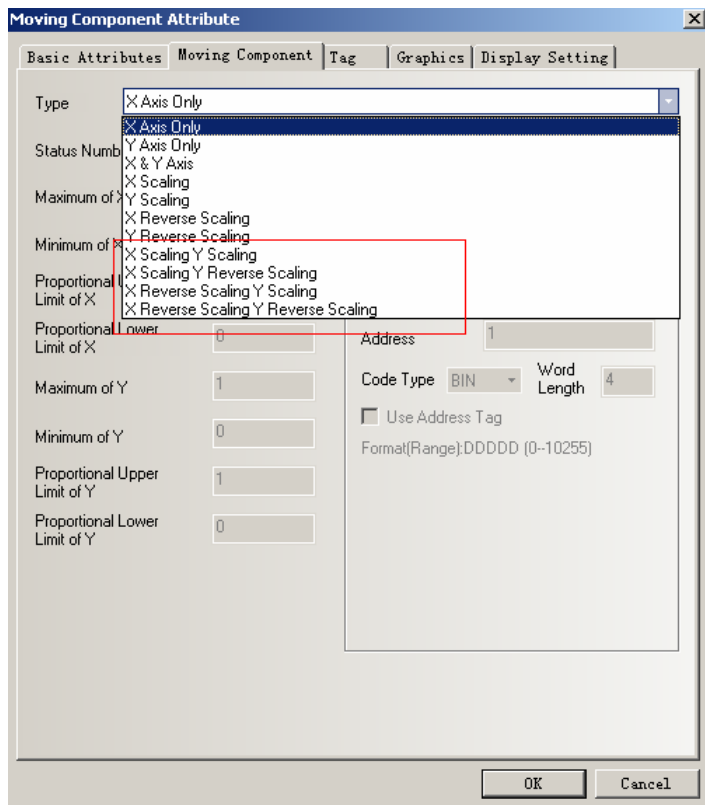 Moving Component Attribute
Basic Attributes Moving Component Tag Graphics Display Setting
Type X Axis Only
X Axis Only
Status Numb Y Axis Only
X & Y Axis
X Scaling
Maximum of X Y Scaling
X Reverse Scaling
Minimum of X Y Reverse Scaling
X Scaling Y Scaling
X Scaling Y Reverse Scaling
Proportional U X Reverse Scaling Y Scaling
Limit of X
X Reverse Scaling Y Reverse Scaling
Proportional Lower
Limit of X 0
Address 1
Maximum of Y 1
Code Type BIN Word
Length 4
Use Address Tag
Minimum of Y 0
Format(Range):DDDDD (0--10255)
Proportional Upper
Limit of Y 1
Proportional Lower
Limit of Y 0
OK Cancel